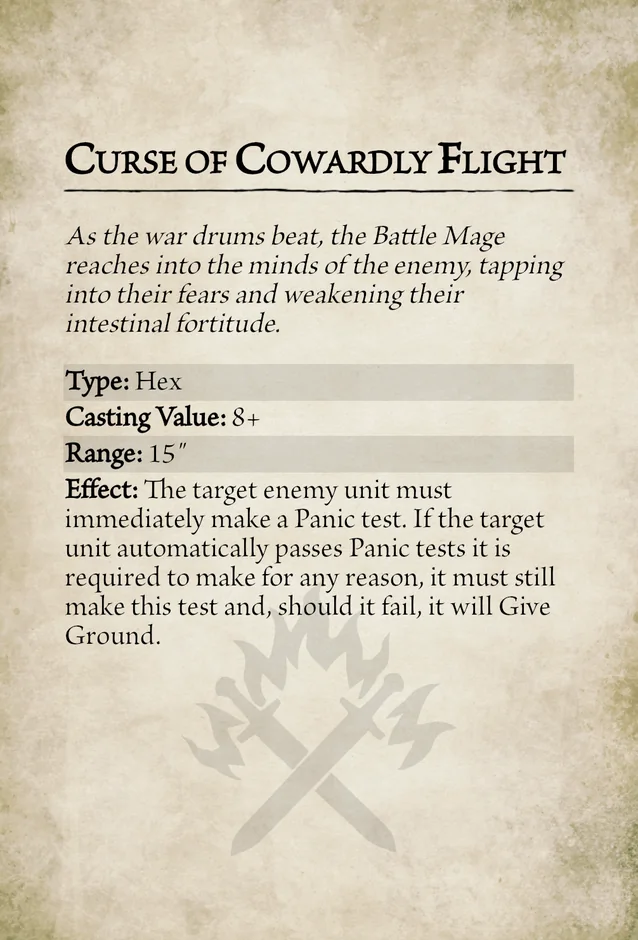 Curse of Cowardly Flight
As the war drums beat, the Battle Mage
reaches into the minds of the enemy, tapping
into their fears and weakening their
intestinal fortitude.
Type: Hex
Casting Value: 8+
Range: 15"
Effect: The target enemy unit must
immediately make a Panic test. If the target
unit automatically passes Panic tests it is
required to make for any reason, it must still
make this test and, should it fail, it will Give
Ground.